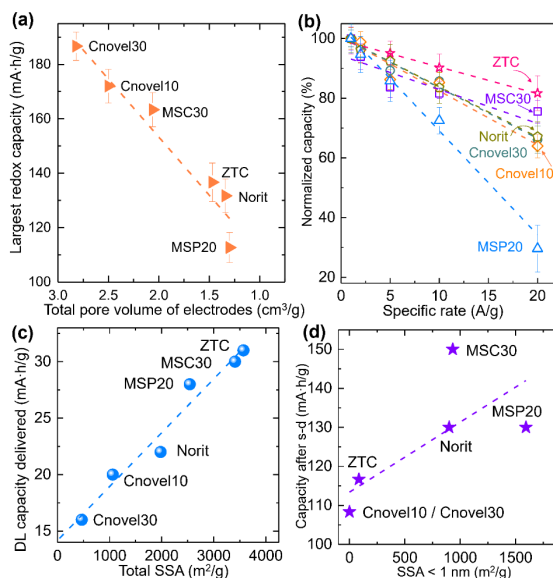 (a)
Largest redox capacity (mA·h/g)
200
180
160
140
120
100
Cnovel30
Cnovel10
MSC30
ZTC
Norit
MSP20
3.0 2.5 2.0 1.5 1.0
Total pore volume of electrodes (cm³/g)
(b)
Normalized capacity (%)
100
80
60
40
20
ZTC
MSC30
Norit
Cnovel30
Cnovel10
MSP20
0 5 10 15 20
Specific rate (A/g)
(c)
DL capacity delivered (mA·h/g)
30
25
20
15
ZTC
MSC30
MSP20
Norit
Cnovel10
Cnovel30
0 1000 2000 3000 4000
Total SSA (m²/g)
(d)
Capacity after s-d (mA·h/g)
150
140
130
120
110
100
MSC30
MSP20
Norit
ZTC
Cnovel10 / Cnovel30
0 500 1000 1500
SSA < 1 nm (m²/g)